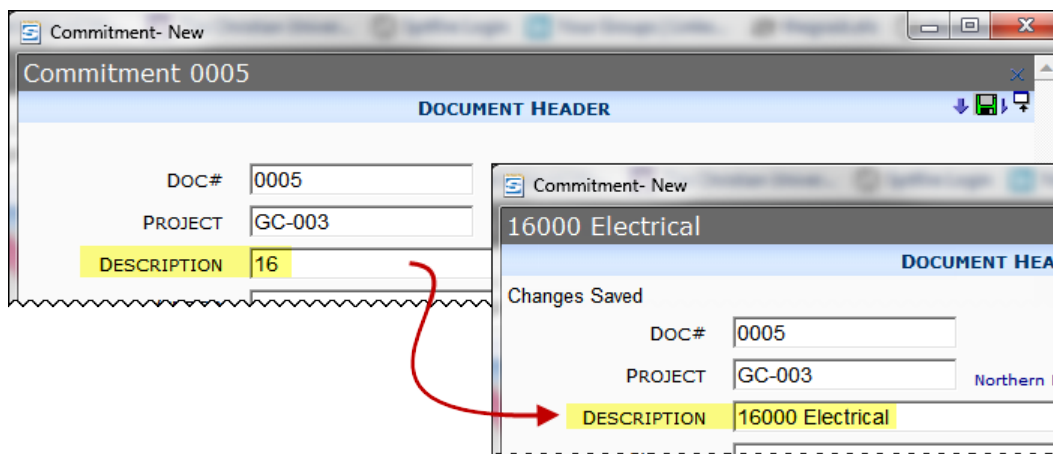 Commitment- New
Commitment 0005
DOCUMENT HEADER
DOC# 0005
PROJECT GC-003
DESCRIPTION 16
Commitment- New
16000 Electrical
DOCUMENT HEA
Changes Saved
DOC# 0005
PROJECT GC-003 Northern
DESCRIPTION 16000 Electrical